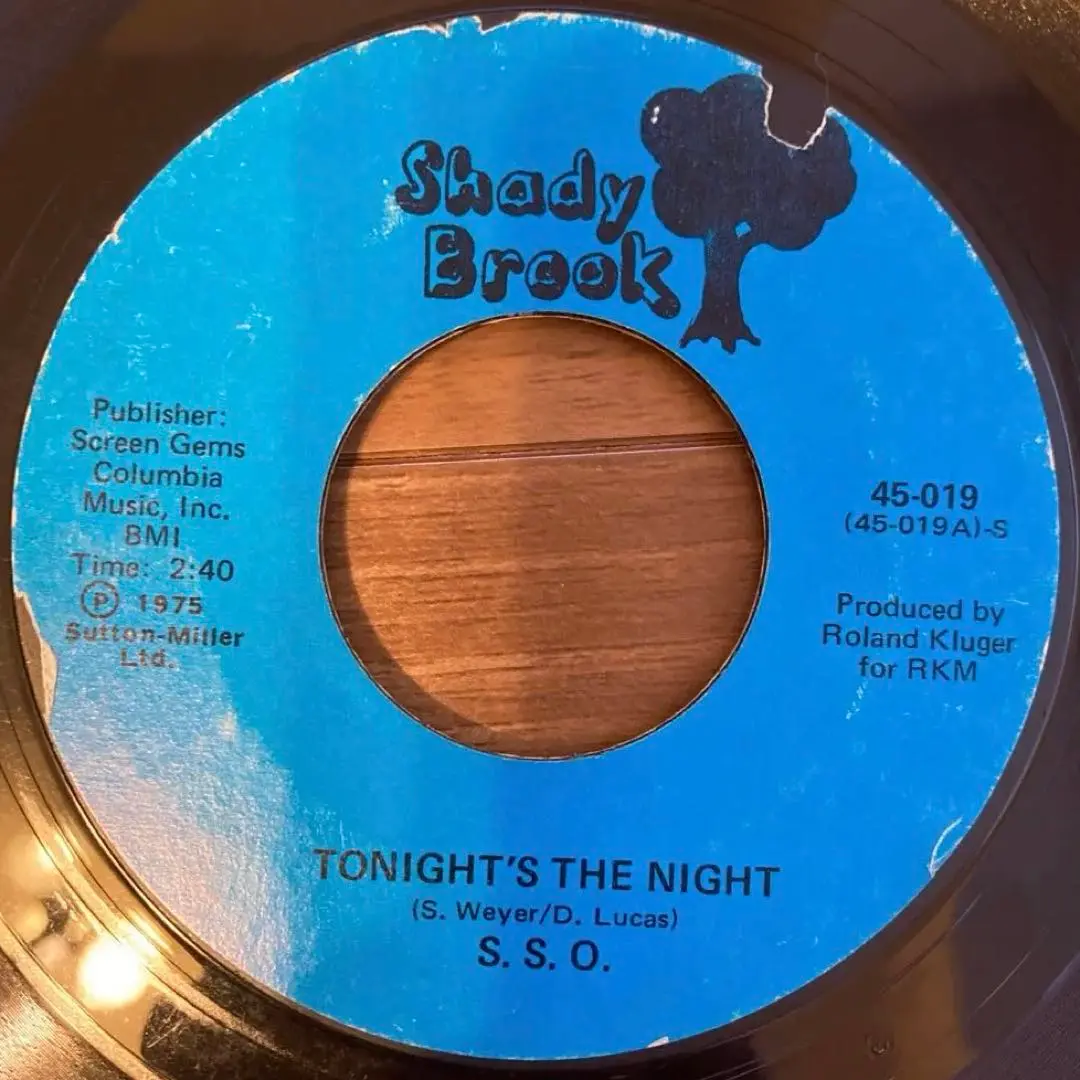 Shady
Brook
Publisher:
Screen Gems
Columbia
Music, Inc.
BMI
Time: 2:40
Ⓟ 1975
Sutton-Miller
Ltd.
45-019
(45-019A)-S
Produced by
Roland Kluger
for RKM
TONIGHT'S THE NIGHT
(S. Weyer/D. Lucas)
S. S. O.